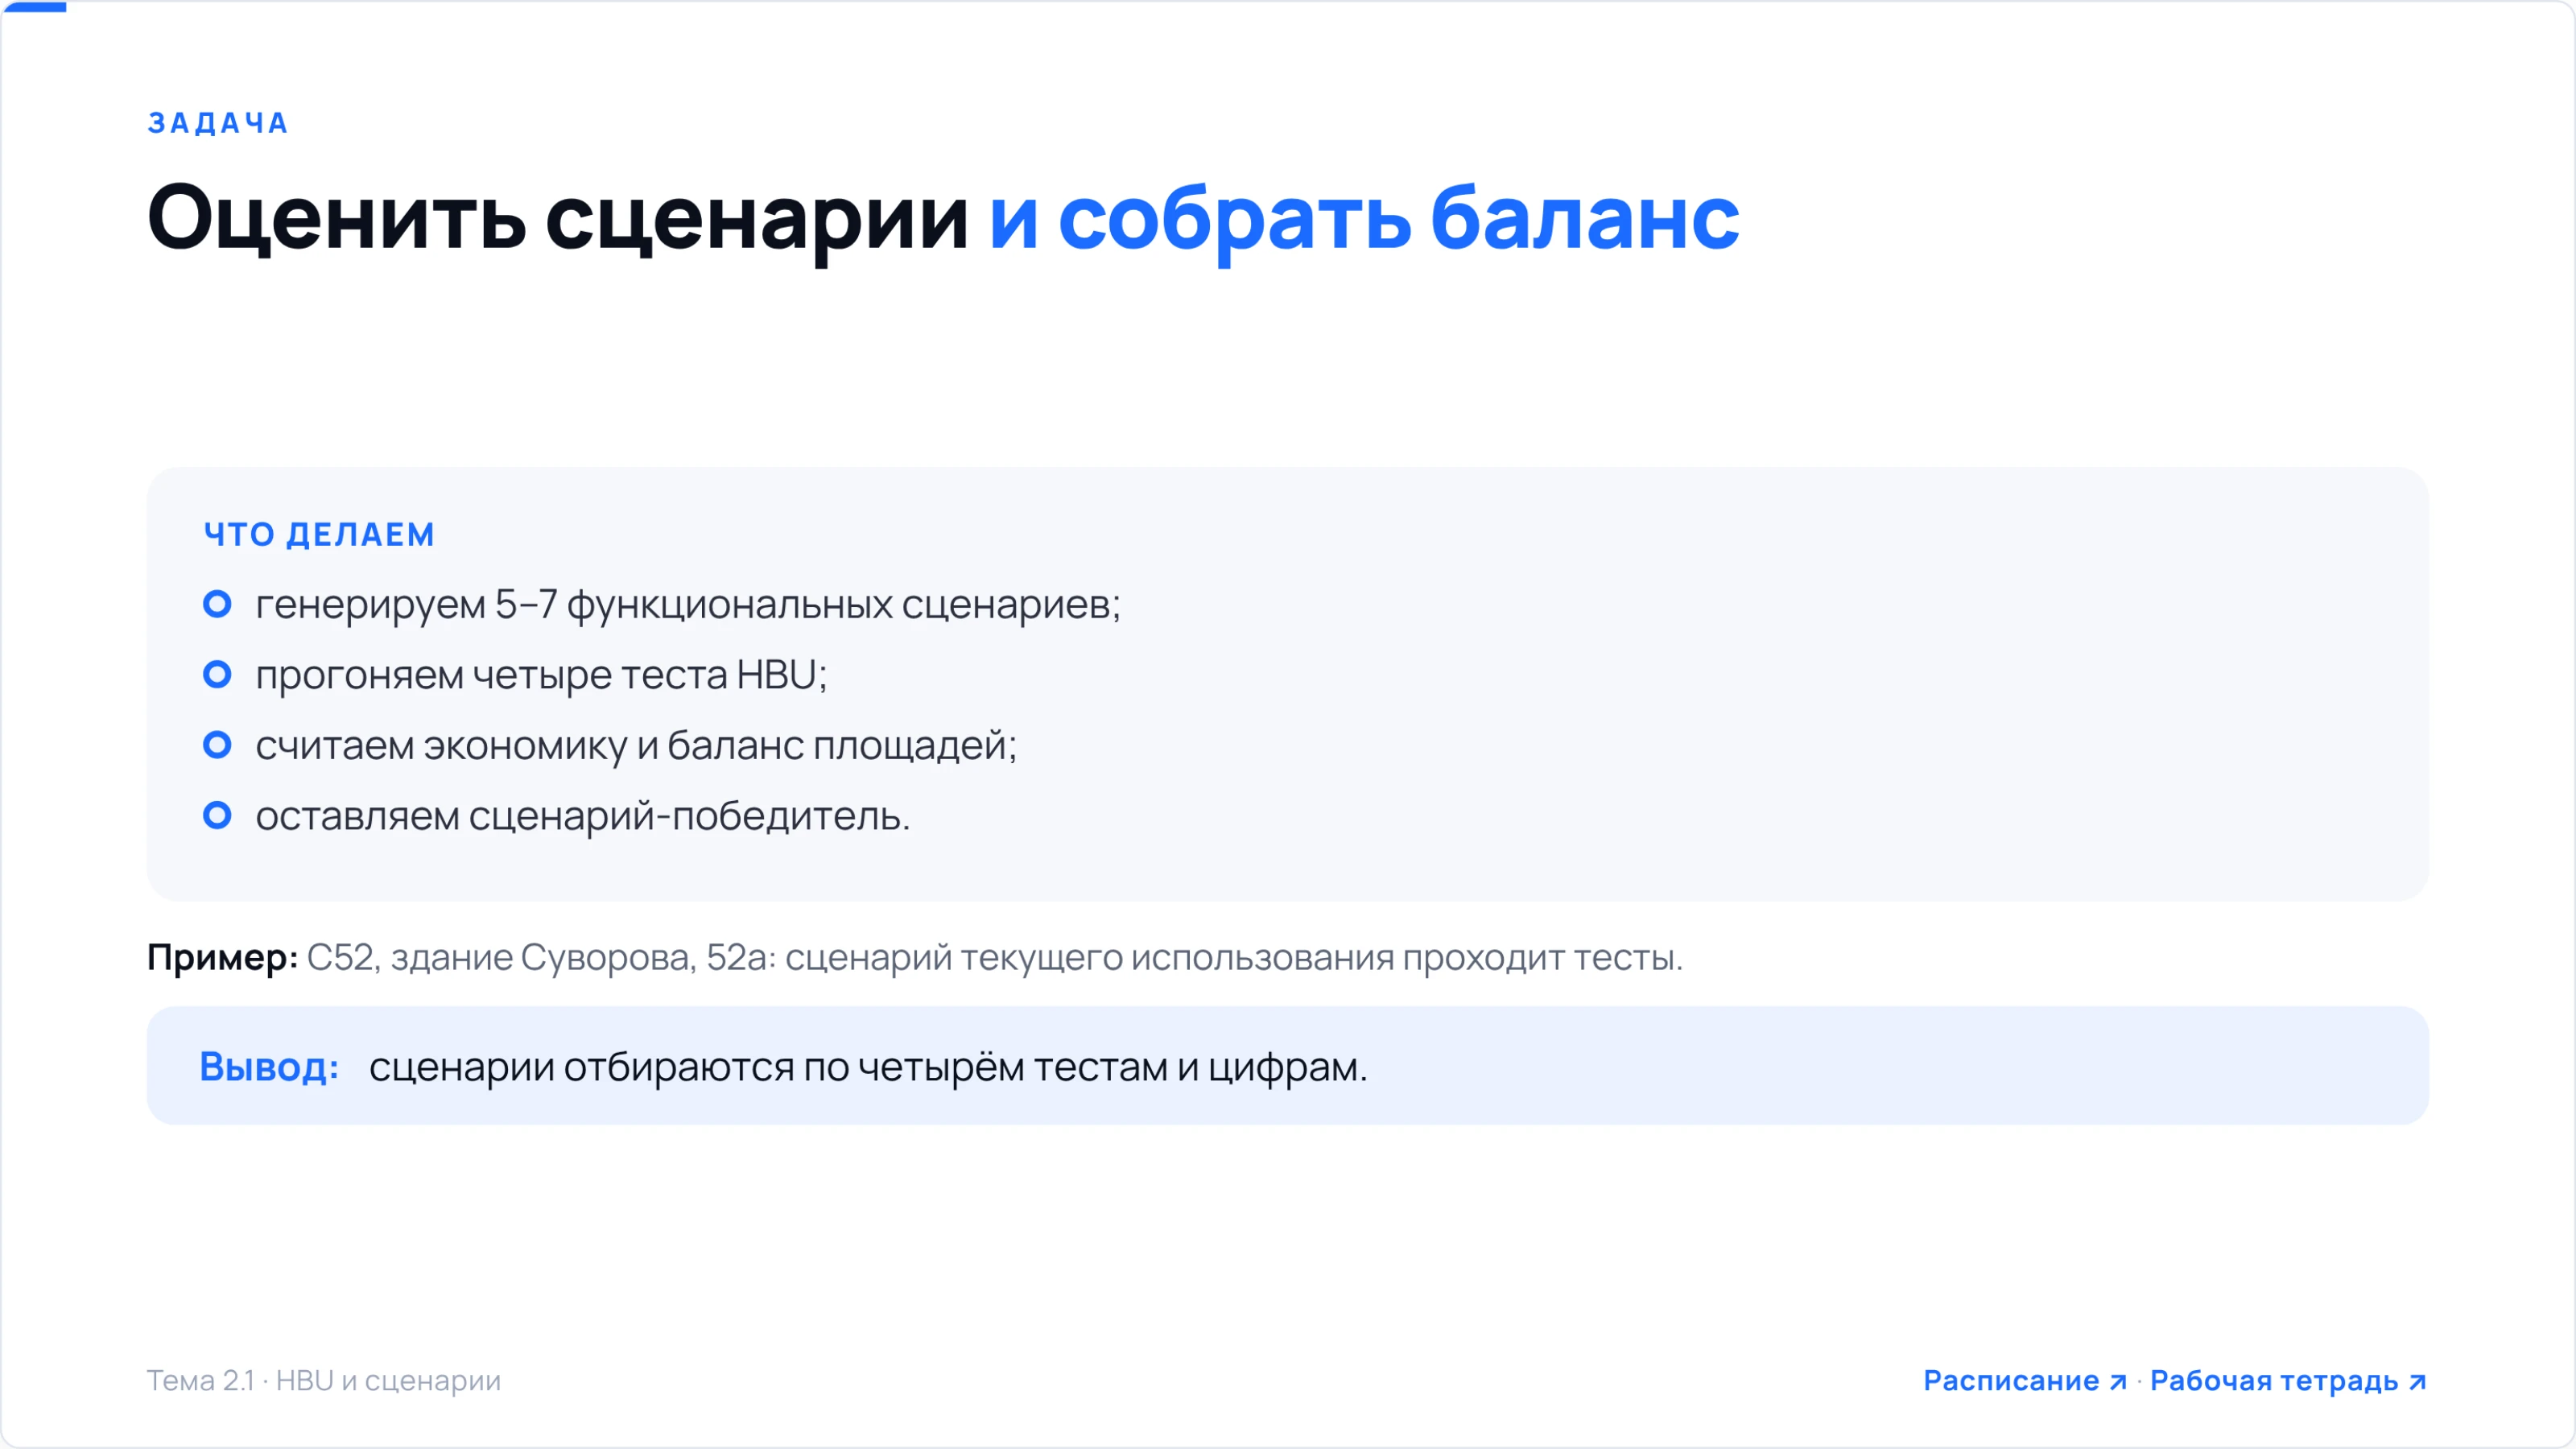 ЗАДАЧА
Оценить сценарии и собрать баланс
ЧТО ДЕЛАЕМ
генерируем 5–7 функциональных сценариев;
прогоняем четыре теста HBU;
считаем экономику и баланс площадей;
оставляем сценарий-победитель.
Пример: С52, здание Суворова, 52а: сценарий текущего использования проходит тесты.
Вывод: сценарии отбираются по четырём тестам и цифрам.
Тема 2.1 · HBU и сценарии
Расписание ↗ · Рабочая тетрадь ↗